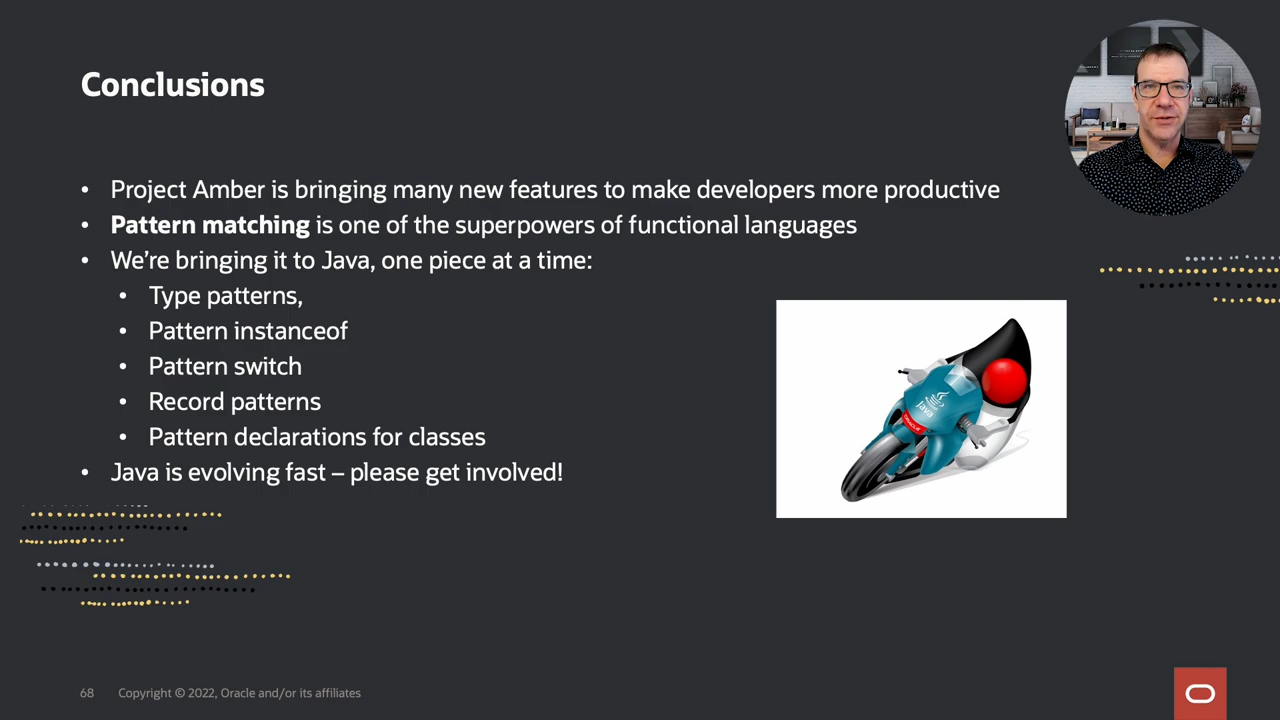 Conclusions
• Project Amber is bringing many new features to make developers more productive
• Pattern matching is one of the superpowers of functional languages
• We’re bringing it to Java, one piece at a time:
• Type patterns,
• Pattern instanceof
• Pattern switch
• Record patterns
• Pattern declarations for classes
• Java is evolving fast – please get involved!
Java
ORACLE
68 Copyright © 2022, Oracle and/or its affiliates